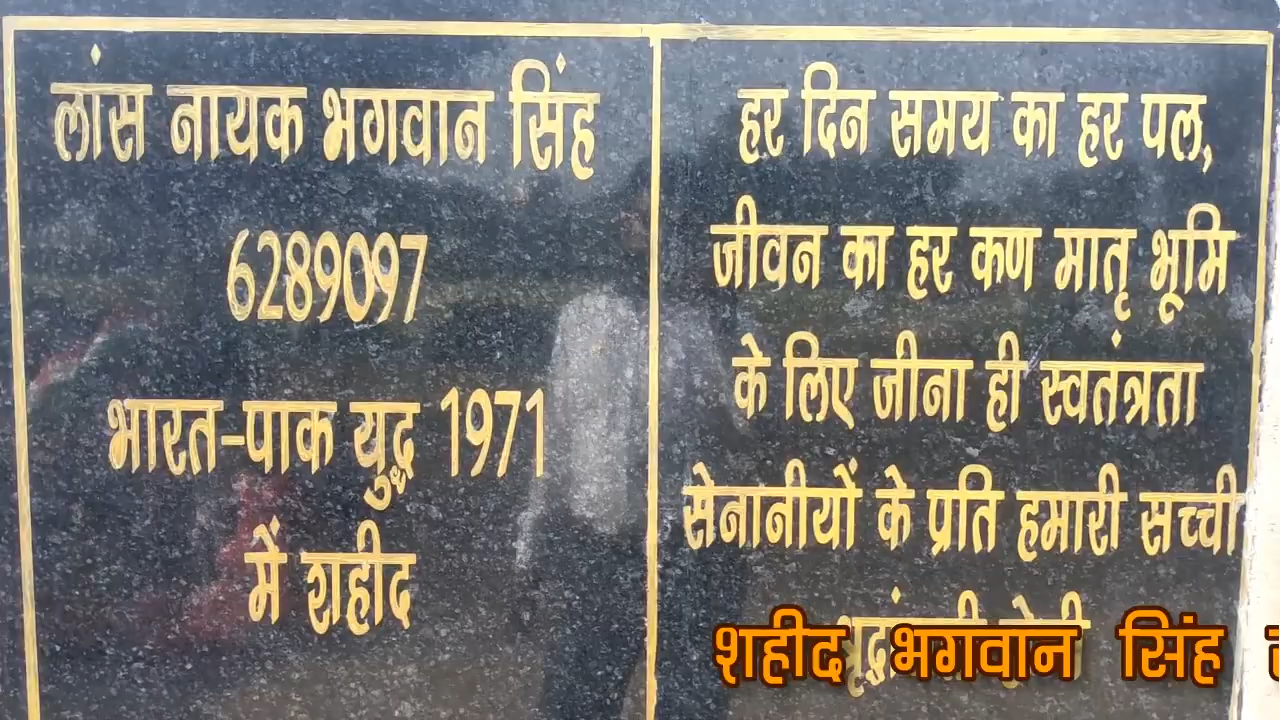 लांस नायक भगवान सिंह
6289097
भारत-पाक युद्ध 1971
में शहीद
हर दिन समय का हर पल,
जीवन का हर कण मातृ भूमि
के लिए जीना ही स्वतंत्रता
सेनानीयों के प्रति हमारी सच्ची
शहीद भगवान सिंह